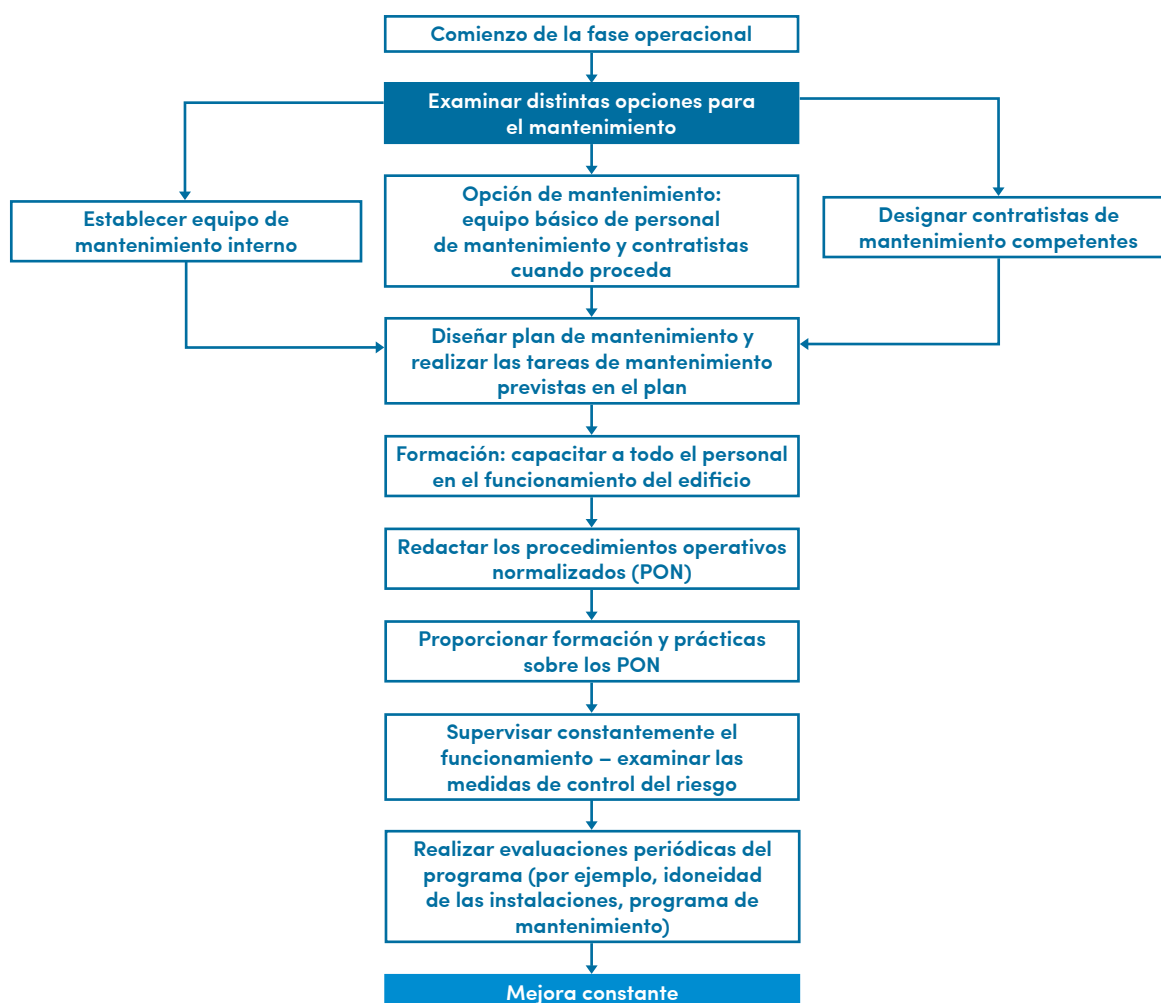 Comienzo de la fase operacional
Examinar distintas opciones para
el mantenimiento
Establecer equipo de
mantenimiento interno
Opción de mantenimiento:
equipo básico de personal
de mantenimiento y contratistas
cuando proceda
Designar contratistas de
mantenimiento competentes
Diseñar plan de mantenimiento y
realizar las tareas de mantenimiento
previstas en el plan
Formación: capacitar a todo el personal
en el funcionamiento del edificio
Redactar los procedimientos operativos
normalizados (PON)
Proporcionar formación y prácticas
sobre los PON
Supervisar constantemente el
funcionamiento – examinar las
medidas de control del riesgo
Realizar evaluaciones periódicas del
programa (por ejemplo, idoneidad
de las instalaciones, programa de
mantenimiento)
Mejora constante